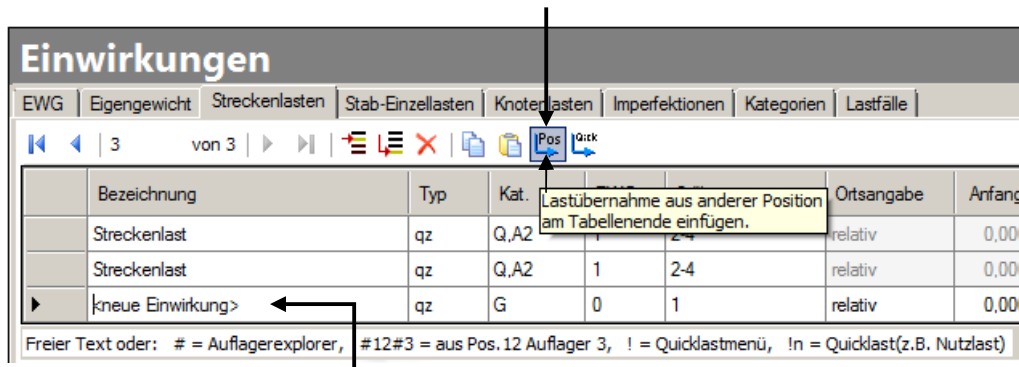 Einwirkungen
EWG Eigengewicht Streckenlasten Stab-Einzellasten Knotenlasten Imperfektionen Kategorien Lastfälle
3 von 3 Pos Qick
Bezeichnung Typ Kat. Ortsangabe Anfang
Lastübernahme aus anderer Position
am Tabellenende einfügen.
Streckenlast qz Q,A2 1 2-4 relativ 0,00
Streckenlast qz Q,A2 1 2-4 relativ 0,00
<neue Einwirkung> qz G 0 1 relativ 0,00
Freier Text oder: # = Auflagerexplorer, #12#3 = aus Pos.12 Auflager 3, ! = Quicklastmenü, !n = Quicklast(z.B. Nutzlast)